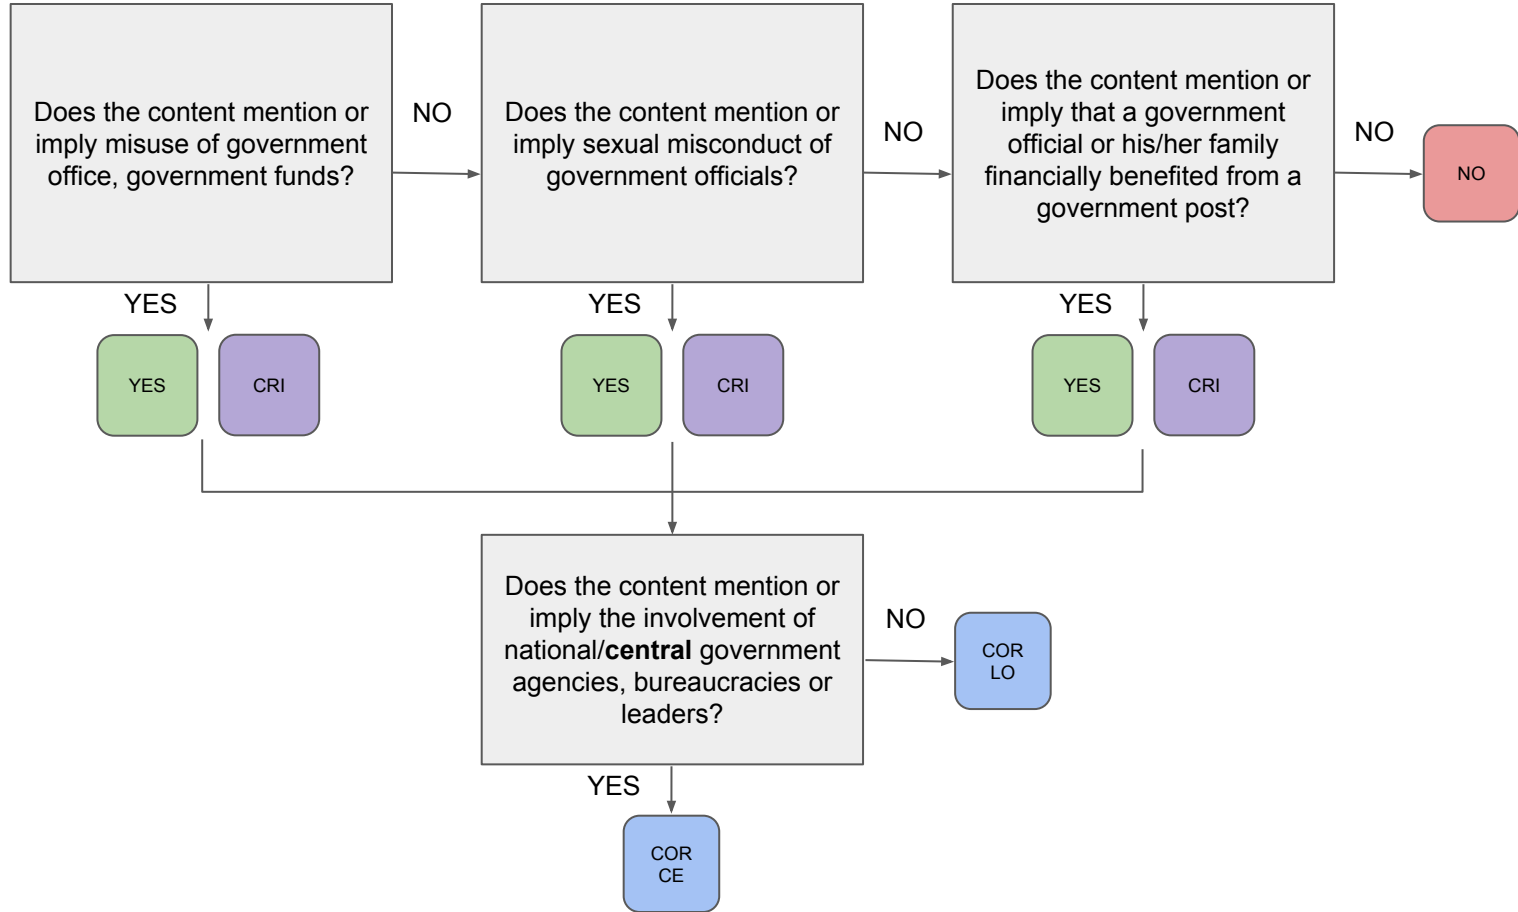 Does the content mention or
imply misuse of government
office, government funds?
NO
Does the content mention or
imply sexual misconduct of
government officials?
NO
Does the content mention or
imply that a government
official or his/her family
financially benefited from a
government post?
NO
NO
YES
YES
CRI
YES
YES
CRI
YES
YES
CRI
Does the content mention or
imply the involvement of
national/central government
agencies, bureaucracies or
leaders?
NO
COR
LO
YES
COR
CE